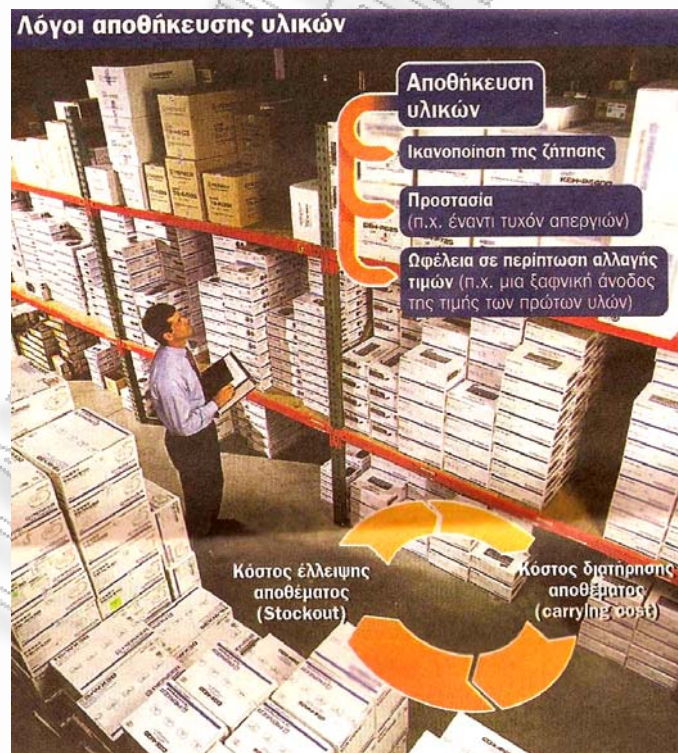 Λόγοι αποθήκευσης υλικών
Αποθήκευση
υλικών
Ικανοποίηση της ζήτησης
Προστασία
(π.χ. έναντι τυχόν απεργιών)
Ωφέλεια σε περίπτωση αλλαγής
τιμών (π.χ. μια ξαφνική άνοδος
της τιμής των πρώτων υλών)
Κόστος έλλειψης
αποθέματος
(Stockout)
Κόστος διατήρησης
αποθέματος
(carrying cost)